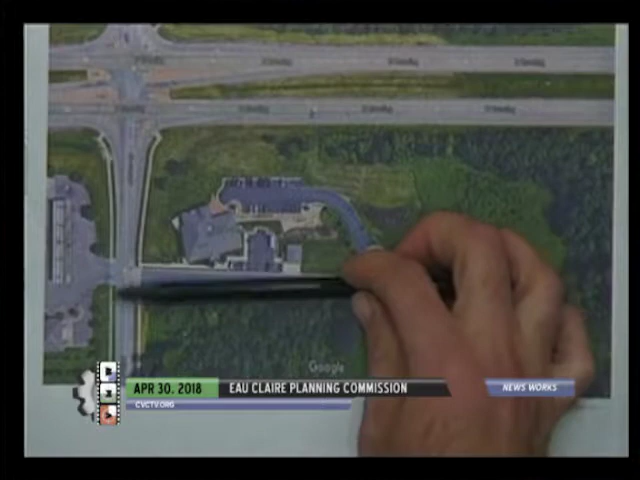 Google
APR 30. 2018
EAU CLAIRE PLANNING COMMISSION
NEWS WORKS
CVCTV.ORG